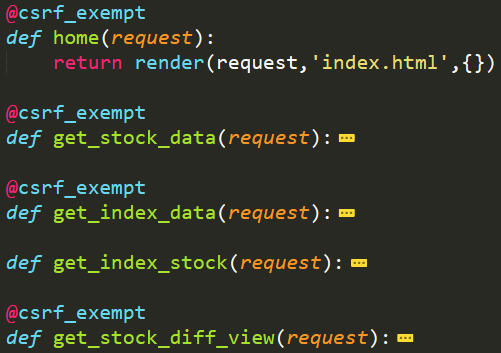 @csrf_exempt
def home(request):
    return render(request,'index.html',{})
@csrf_exempt
def get_stock_data(request):
@csrf_exempt
def get_index_data(request):
def get_index_stock(request):
@csrf_exempt
def get_stock_diff_view(request):